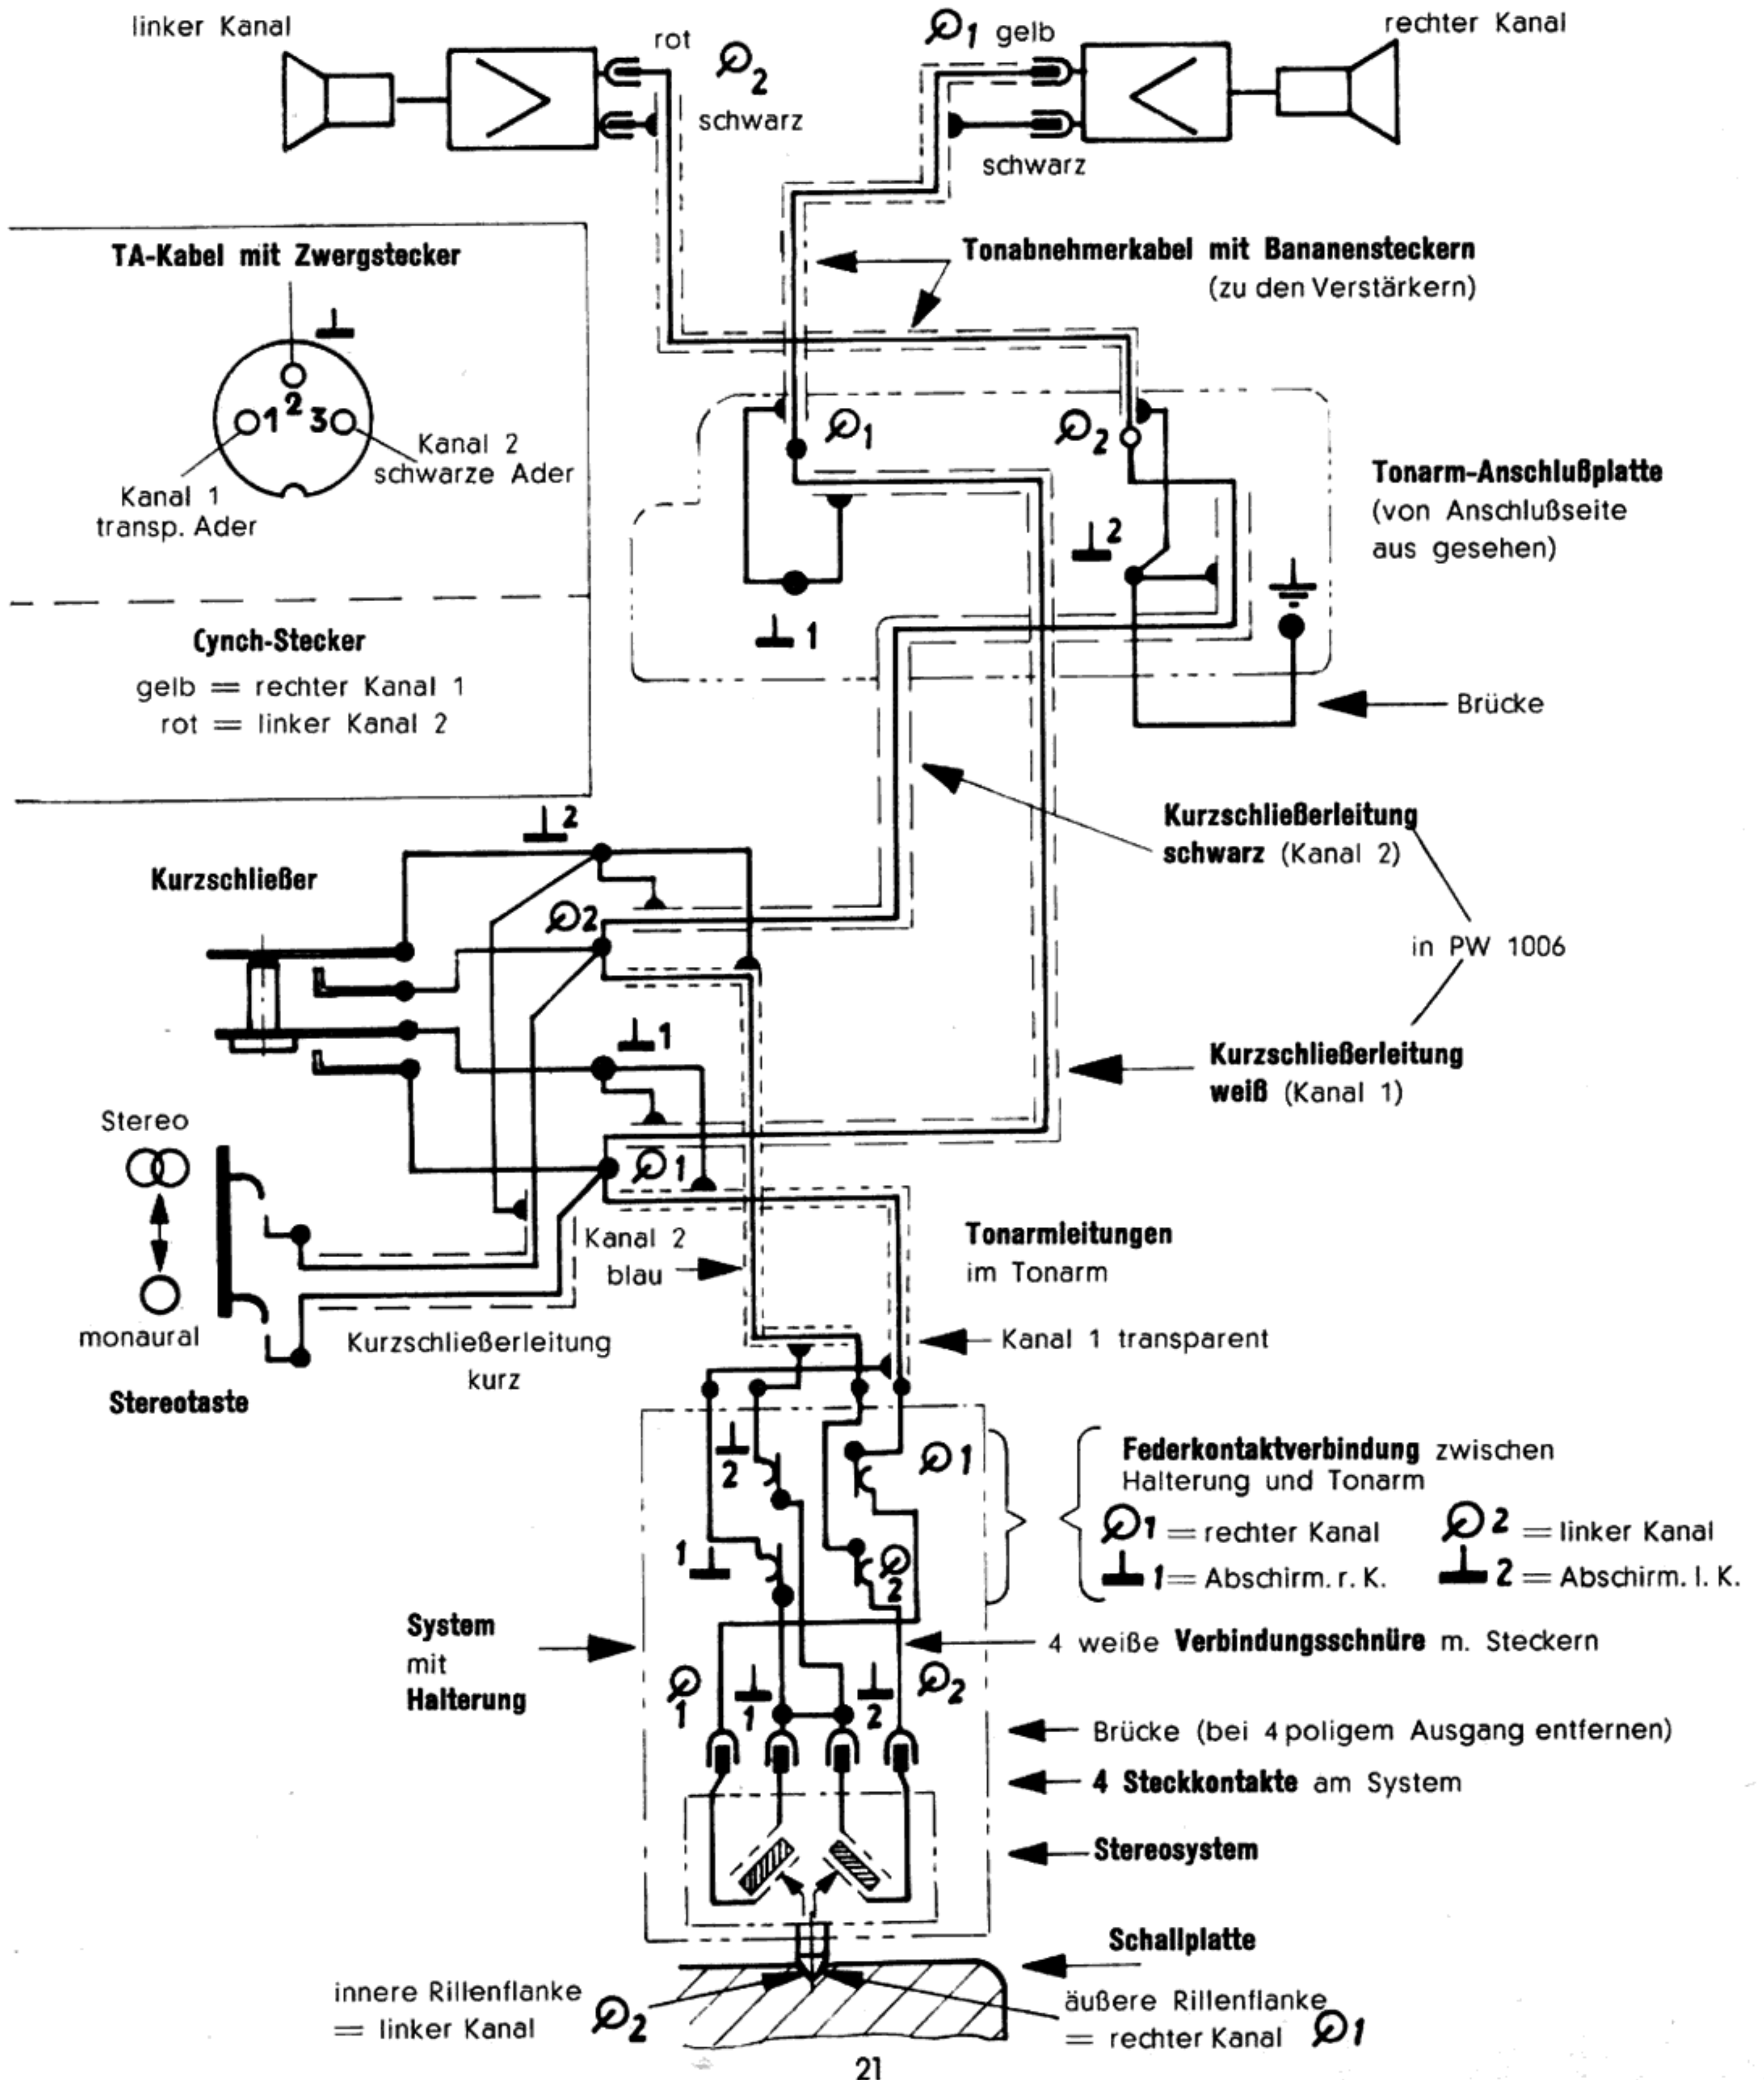 linker Kanal
rot 2
schwarz
1 gelb
rechter Kanal
schwarz
TA-Kabel mit Zwergstecker
1 2 3
Kanal 2
schwarze Ader
Kanal 1
transp. Ader
Cynch-Stecker
gelb = rechter Kanal 1
rot = linker Kanal 2
Tonabnehmerkabel mit Bananensteckern
(zu den Verstärkern)
1
2
2
1
Tonarm-Anschlußplatte
(von Anschlußseite
aus gesehen)
Brücke
Kurzschließerleitung
schwarz (Kanal 2)
in PW 1006
Kurzschließerleitung
weiß (Kanal 1)
2
Kurzschließer
2
1
1
Stereo
monaural
Stereotaste
Kanal 2
blau
Kurzschließerleitung
kurz
Tonarmleitungen
im Tonarm
Kanal 1 transparent
2
1
1
2
Federkontaktverbindung zwischen
Halterung und Tonarm
1 = rechter Kanal
2 = linker Kanal
1 = Abschirm. r. K.
2 = Abschirm. l. K.
System
mit
Halterung
4 weiße Verbindungsschnüre m. Steckern
1
1
2
2
Brücke (bei 4 poligem Ausgang entfernen)
4 Steckkontakte am System
Stereosystem
Schallplatte
innere Rillenflanke
= linker Kanal 2
äußere Rillenflanke
= rechter Kanal 1
21